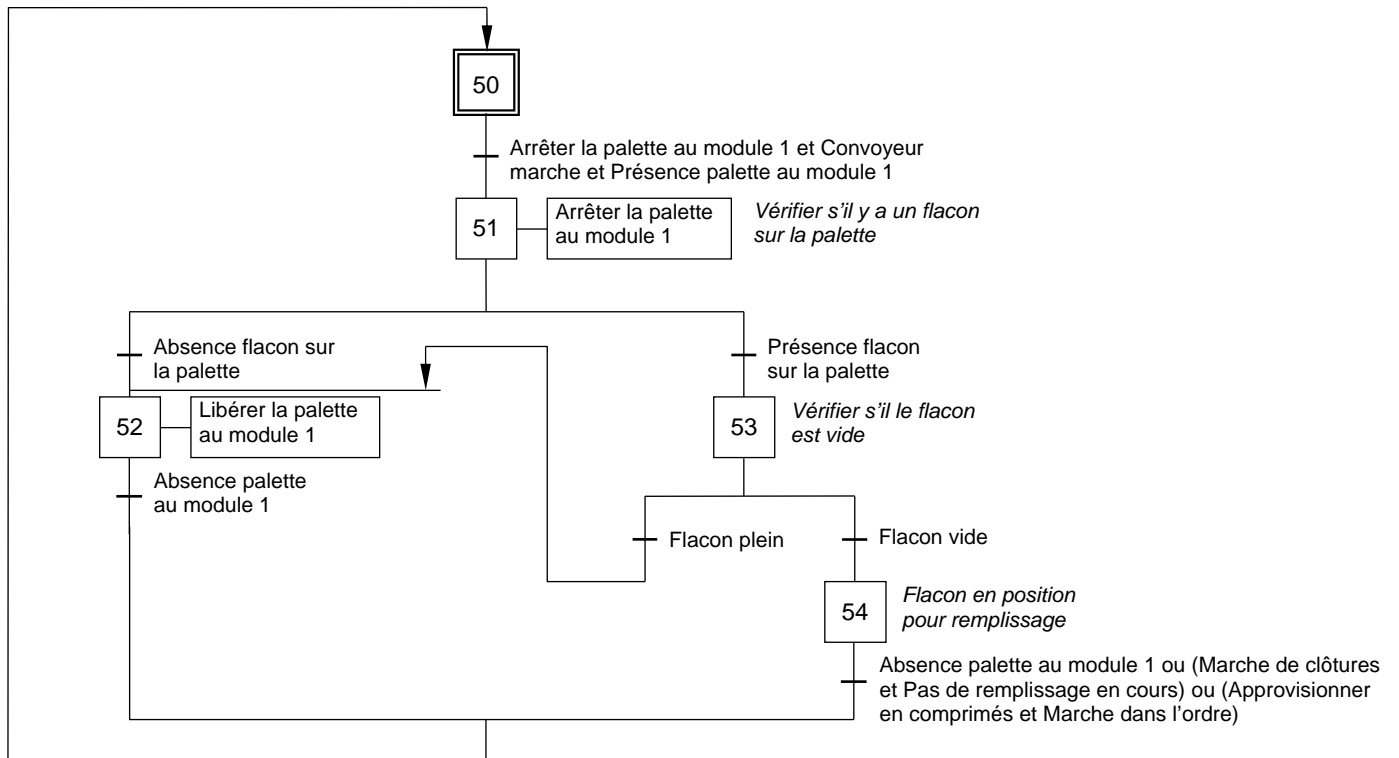 50
Arrêter la palette au module 1 et Convoyeur
marche et Présence palette au module 1
51
Arrêter la palette
au module 1
Vérifier s’il y a un flacon
sur la palette
Absence flacon sur
la palette
Présence flacon
sur la palette
52
Libérer la palette
au module 1
53
Vérifier s’il le flacon
est vide
Absence palette
au module 1
Flacon plein
Flacon vide
54
Flacon en position
pour remplissage
Absence palette au module 1 ou (Marche de clôtures
et Pas de remplissage en cours) ou (Approvisionner
en comprimés et Marche dans l’ordre)